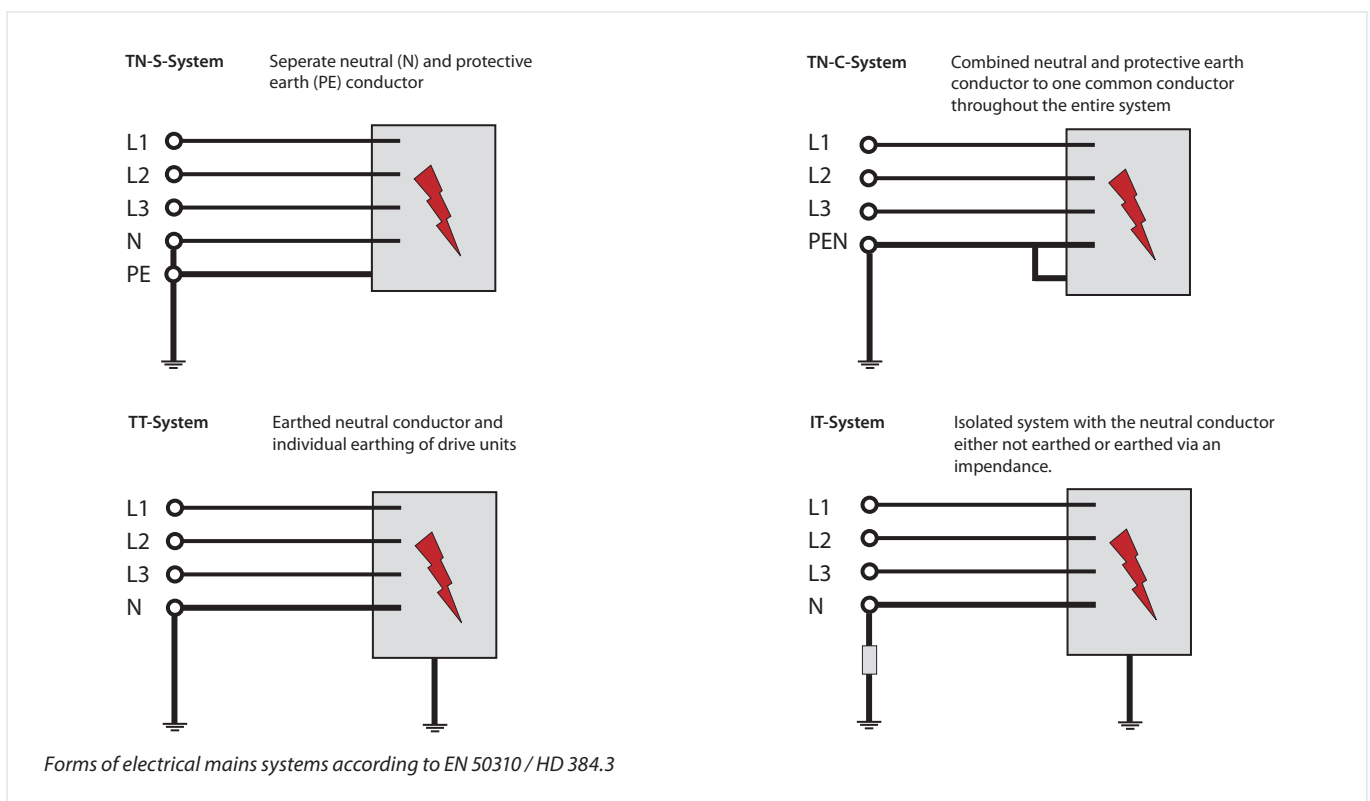 TN-S-System
Seperate neutral (N) and protective
earth (PE) conductor
L1
L2
L3
N
PE
TN-C-System
Combined neutral and protective earth
conductor to one common conductor
throughout the entire system
L1
L2
L3
PEN
TT-System
Earthed neutral conductor and
individual earthing of drive units
L1
L2
L3
N
IT-System
Isolated system with the neutral conductor
either not earthed or earthed via an
impendance.
L1
L2
L3
N
Forms of electrical mains systems according to EN 50310 / HD 384.3